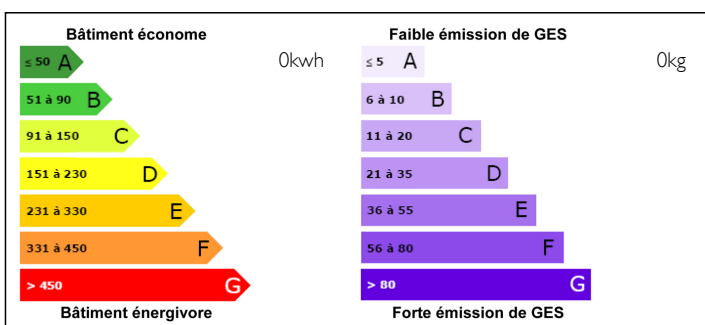 Bâtiment économe
≤ 50 A 0kwh
51 à 90 B
91 à 150 C
151 à 230 D
231 à 330 E
331 à 450 F
> 450 G
Bâtiment énergivore
Faible émission de GES
≤ 5 A 0kg
6 à 10 B
11 à 20 C
21 à 35 D
36 à 55 E
56 à 80 F
> 80 G
Forte émission de GES